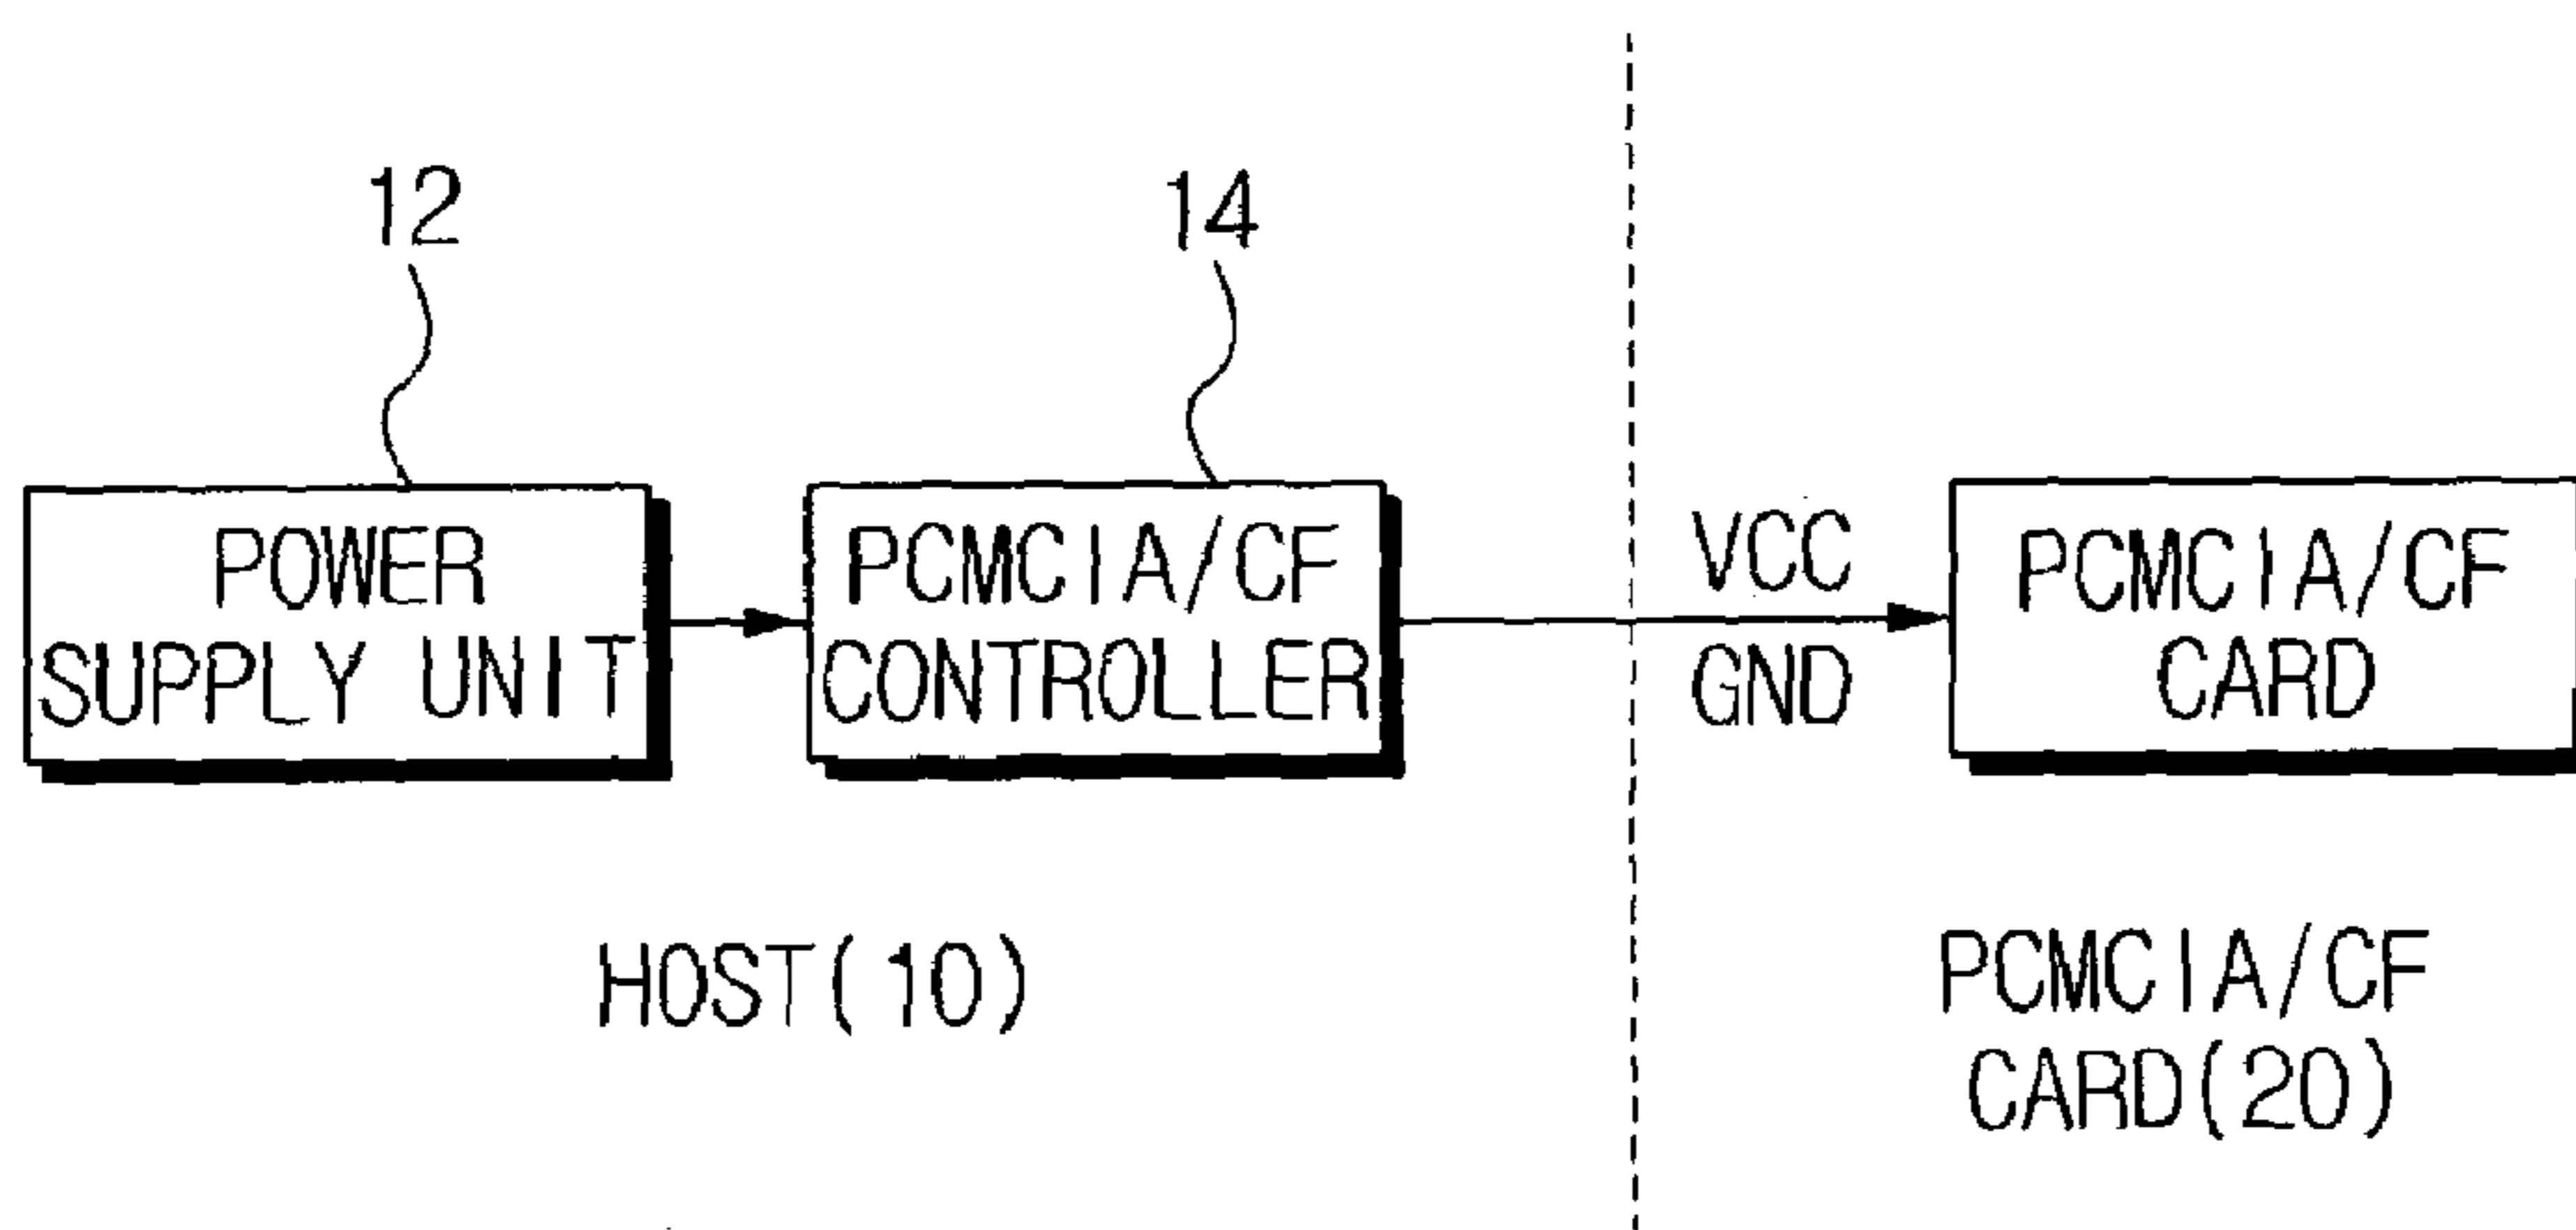 12
14
POWER
SUPPLY UNIT
PCMCIA/CF
CONTROLLER
VCC
GND
PCMCIA/CF
CARD
HOST(10)
PCMCIA/CF
CARD(20)